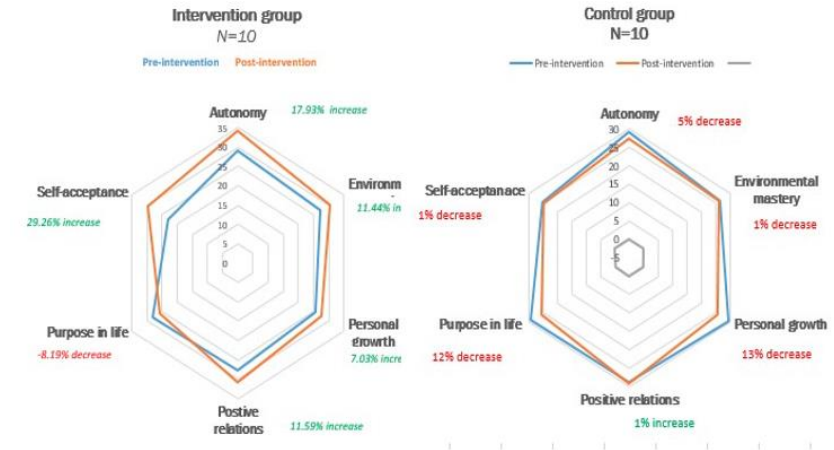 Intervention group
N=10
Pre-intervention Post-intervention
Autonomy
17.93% increase
35
30
25
20
15
10
5
0
Environm
11.44% in
Personal
growrth
7.03% incre
Postive
relations
11.59% increase
Purpose in life
-8.19% decrease
Self-acceptance
29.26% increase
Control group
N=10
Pre-intervention Post-intervention
Autonomy
5% decrease
30
25
20
15
10
5
0
-5
Environmental
mastery
1% decrease
Personal growth
13% decrease
Positive relations
1% increase
Purpose in life
12% decrease
Self-acceptanace
1% decrease